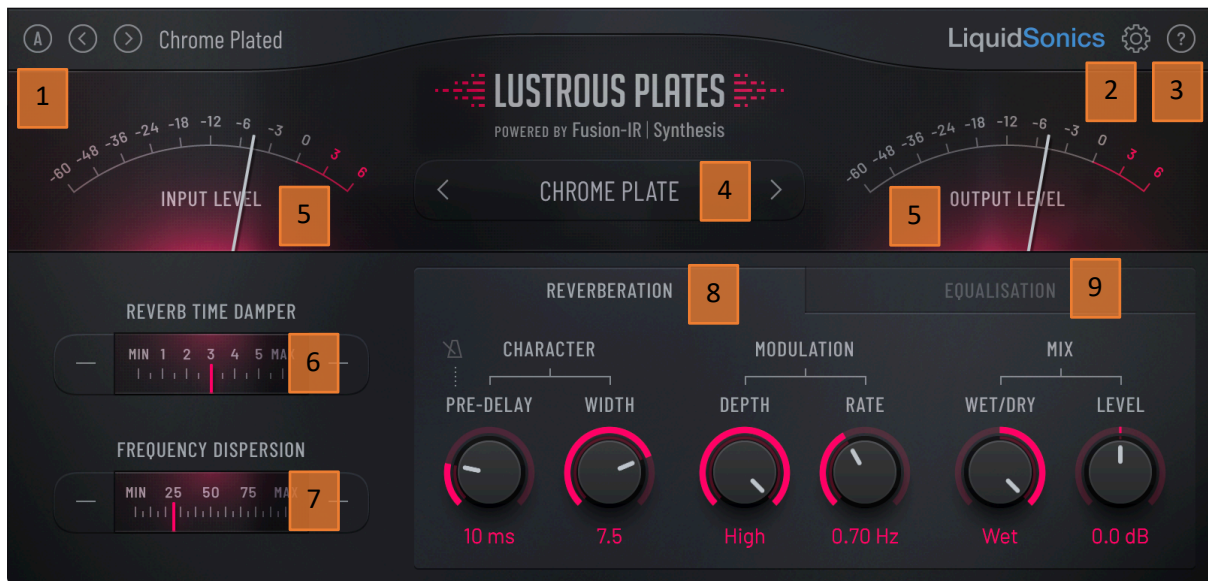 A < > Chrome Plated
LiquidSonics ?
1
2
3
LUSTROUS PLATES
POWERED BY Fusion-IR | Synthesis
-60 -48 -36 -24 -18 -12 -6 -3 0 3 6
INPUT LEVEL
5
< CHROME PLATE 4 >
-60 -48 -36 -24 -18 -12 -6 -3 0 3 6
5
OUTPUT LEVEL
REVERB TIME DAMPER
MIN 1 2 3 4 5 MA
6
FREQUENCY DISPERSION
MIN 25 50 75 MA
7
REVERBERATION 8
EQUALISATION 9
CHARACTER
MODULATION
MIX
PRE-DELAY
WIDTH
DEPTH
RATE
WET/DRY
LEVEL
10 ms
7.5
High
0.70 Hz
Wet
0.0 dB